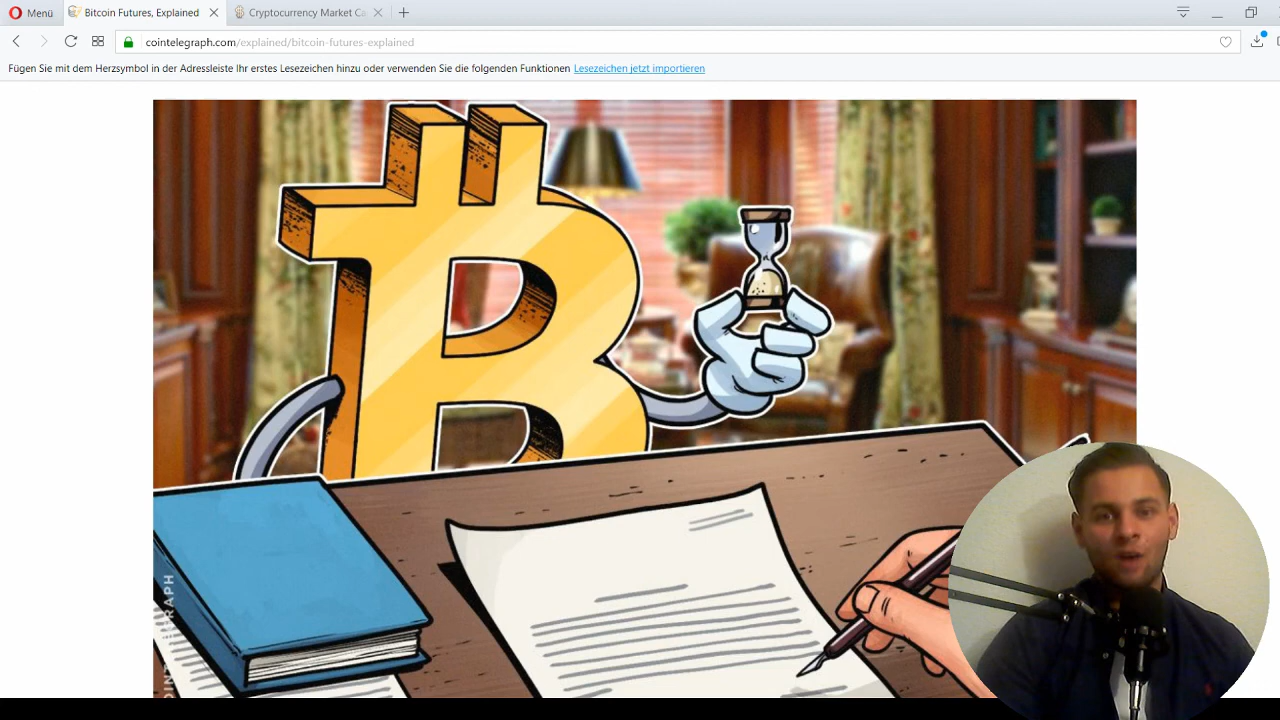 Menü
Bitcoin Futures, Explained
Cryptocurrency Market Ca
cointelegraph.com/explained/bitcoin-futures-explained
Fügen Sie mit dem Herzsymbol in der Adressleiste Ihr erstes Lesezeichen hinzu oder verwenden Sie die folgenden Funktionen Lesezeichen jetzt importieren